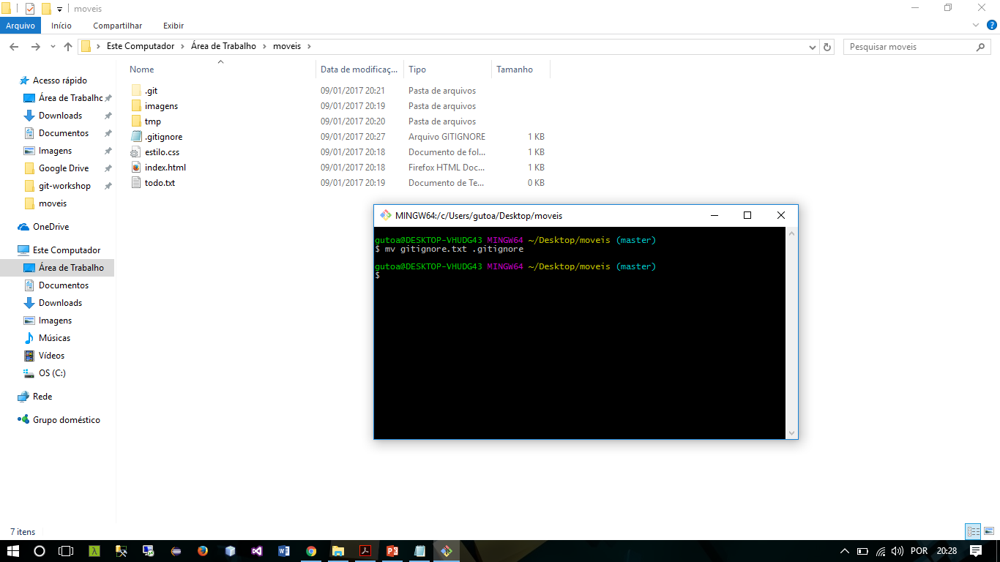 moveis
Arquivo Início Compartilhar Exibir
Este Computador Área de Trabalho moveis
Pesquisar moveis
Nome Data de modificaç... Tipo Tamanho
.git 09/01/2017 20:21 Pasta de arquivos
imagens 09/01/2017 20:19 Pasta de arquivos
tmp 09/01/2017 20:20 Pasta de arquivos
.gitignore 09/01/2017 20:27 Arquivo GITIGNORE 1 KB
estilo.css 09/01/2017 20:18 Documento de fol... 1 KB
index.html 09/01/2017 20:18 Firefox HTML Doc... 1 KB
todo.txt 09/01/2017 20:19 Documento de Te... 0 KB
Acesso rápido
Área de Trabalho
Downloads
Documentos
Imagens
Google Drive
git-workshop
moveis
OneDrive
Este Computador
Área de Trabalho
Documentos
Downloads
Imagens
Músicas
Vídeos
OS (C:)
Rede
Grupo doméstico
MINGW64:/c/Users/gutoa/Desktop/moveis
gutoa@DESKTOP-VHUDG43 MINGW64 ~/Desktop/moveis (master)
$ mv gitignore.txt .gitignore
gutoa@DESKTOP-VHUDG43 MINGW64 ~/Desktop/moveis (master)
$
7 itens
POR 20:28